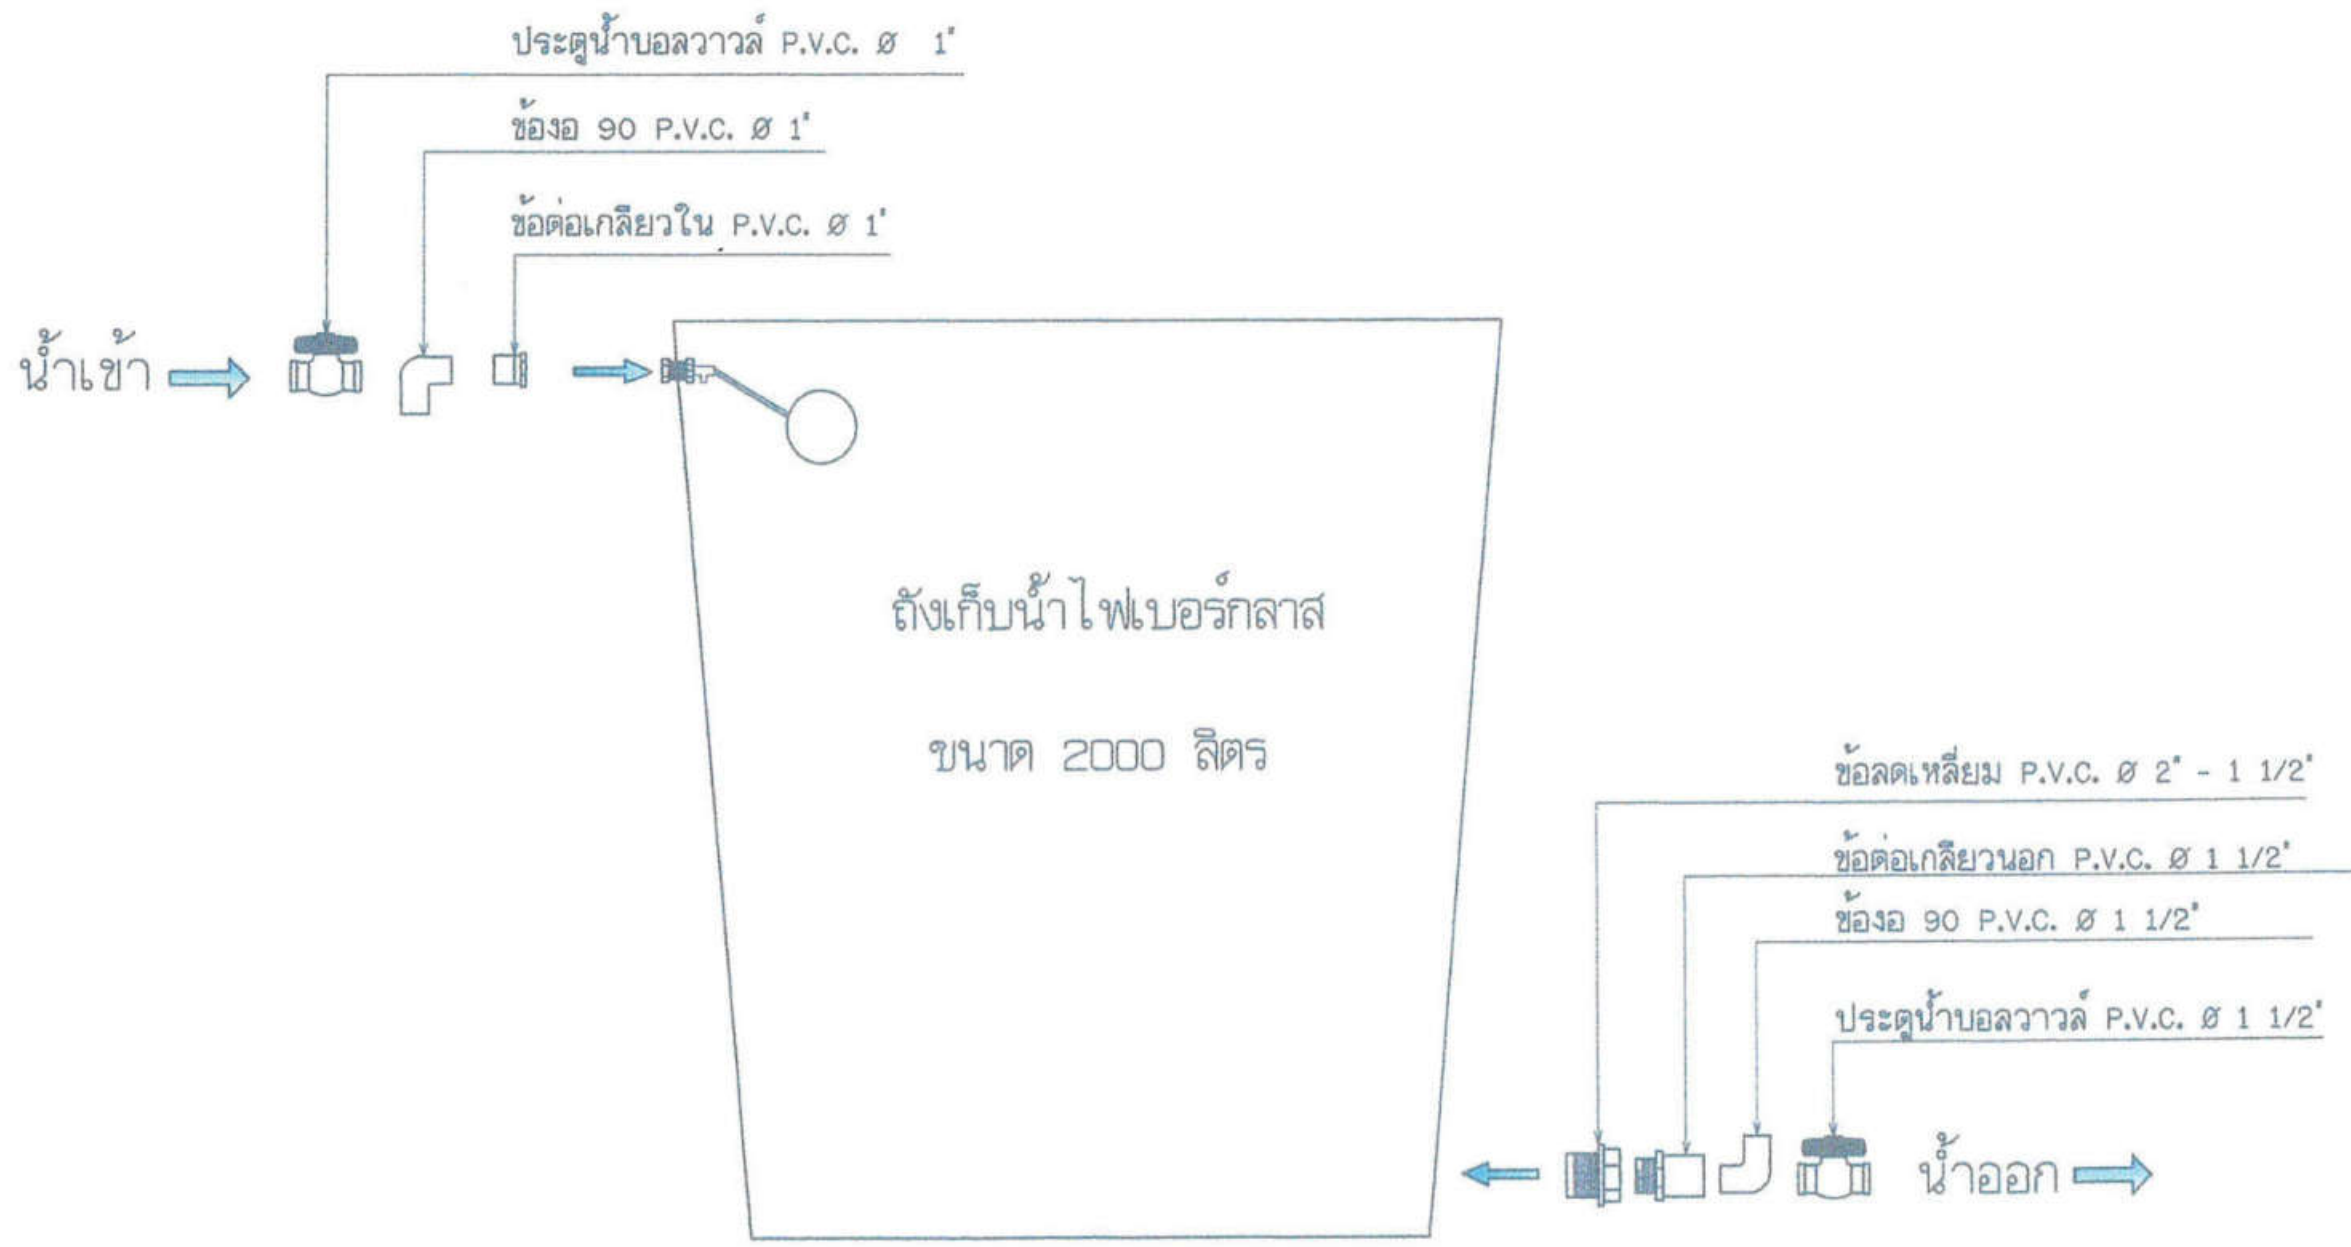 ประตูน้ำบอลวาวล์ P.V.C. Ø 1"
ข้องอ 90 P.V.C. Ø 1"
ข้อต่อเกลียวใน P.V.C. Ø 1"
น้ำเข้า
ถังเก็บน้ำไฟเบอร์กลาส
ขนาด 2000 ลิตร
ข้อลดเหลี่ยม P.V.C. Ø 2" - 1 1/2"
ข้อต่อเกลียวนอก P.V.C. Ø 1 1/2"
ข้องอ 90 P.V.C. Ø 1 1/2"
ประตูน้ำบอลวาวล์ P.V.C. Ø 1 1/2"
น้ำออก